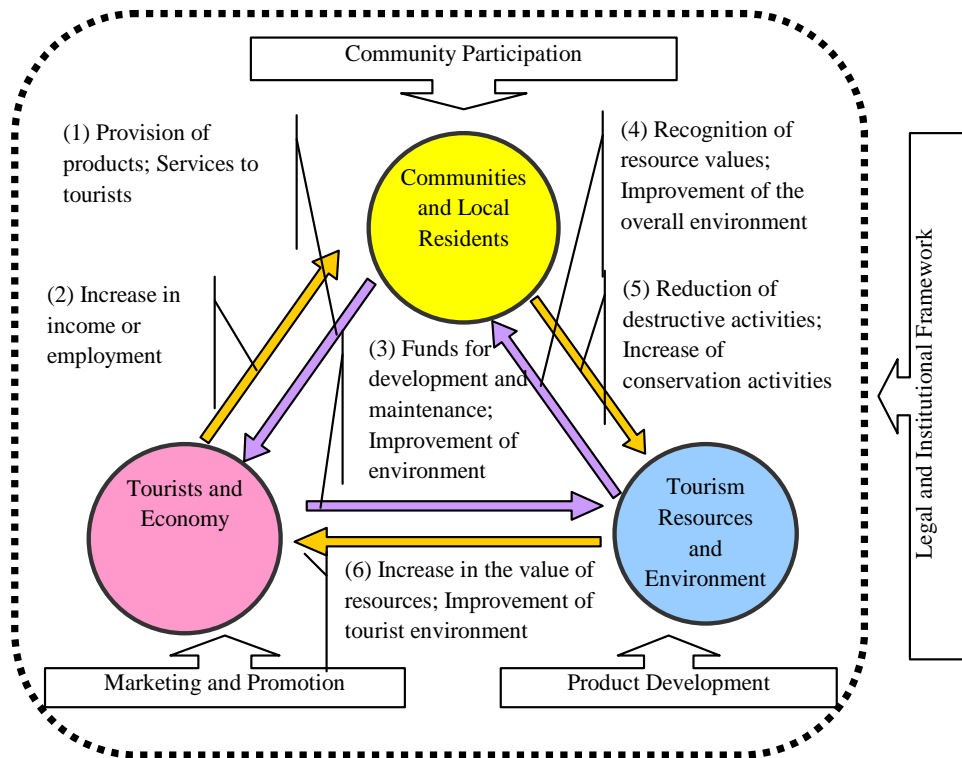 Community Participation
(1) Provision of
products; Services to
tourists
(4) Recognition of
resource values;
Improvement of the
overall environment
Communities
and Local
Residents
(2) Increase in
income or
employment
(5) Reduction of
destructive activities;
Increase of
conservation activities
(3) Funds for
development and
maintenance;
Improvement of
environment
Tourists and
Economy
Tourism
Resources
and
Environment
(6) Increase in the value of
resources; Improvement of
tourist environment
Marketing and Promotion
Product Development
Legal and Institutional Framework